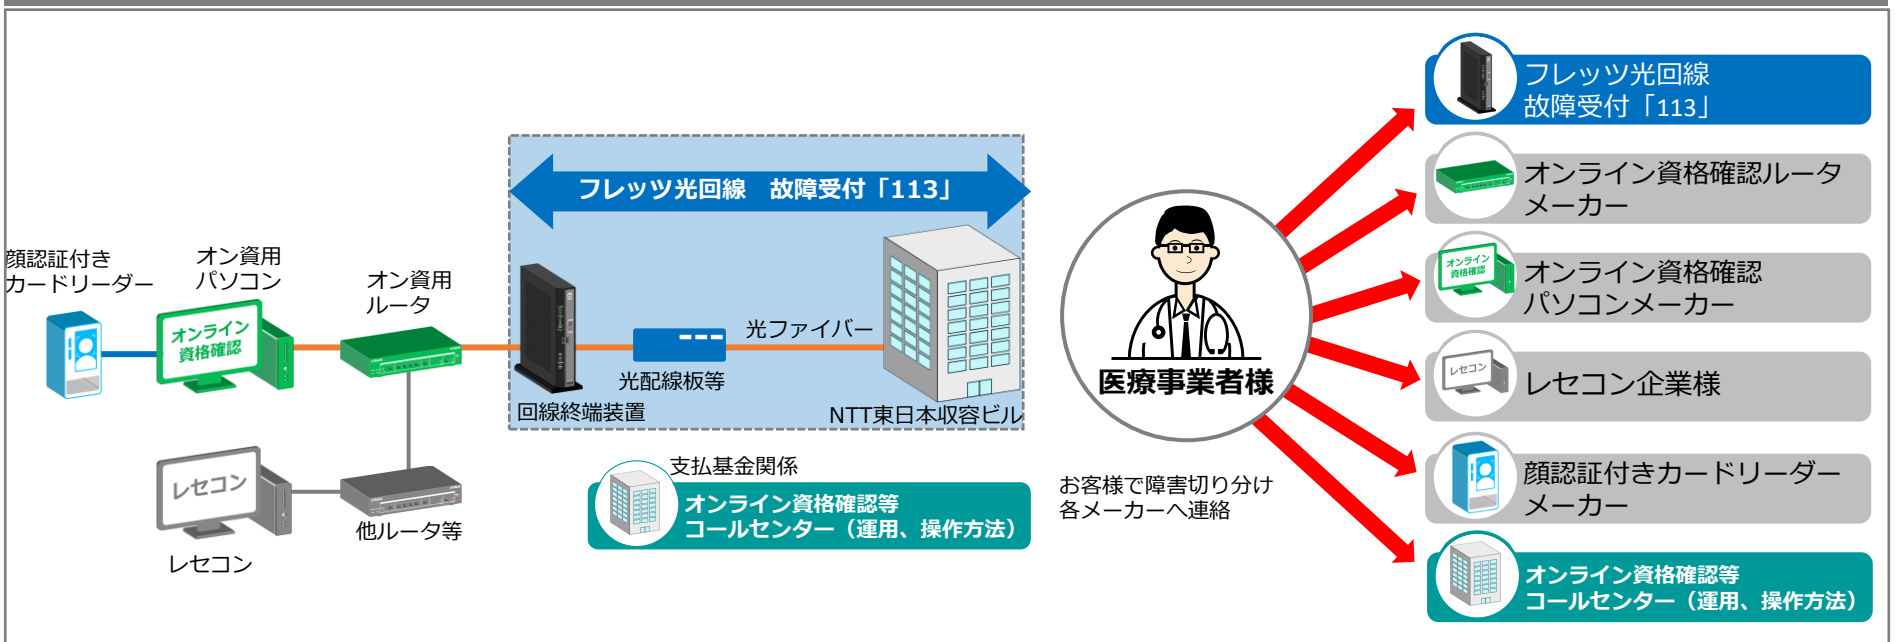 顔認証付き
カードリーダー
オン資用
パソコン
オンライン
資格確認
オン資用
ルータ
レセコン
レセコン
他ルータ等
フレッツ光回線　故障受付「113」
回線終端装置
光配線板等
光ファイバー
NTT東日本収容ビル
支払基金関係
オンライン資格確認等
コールセンター（運用、操作方法）
医療事業者様
お客様で障害切り分け
各メーカーへ連絡
フレッツ光回線
故障受付「113」
オンライン資格確認ルータ
メーカー
オンライン
資格確認
オンライン資格確認
パソコンメーカー
レセコン
レセコン企業様
顔認証付きカードリーダー
メーカー
オンライン資格確認等
コールセンター（運用、操作方法）